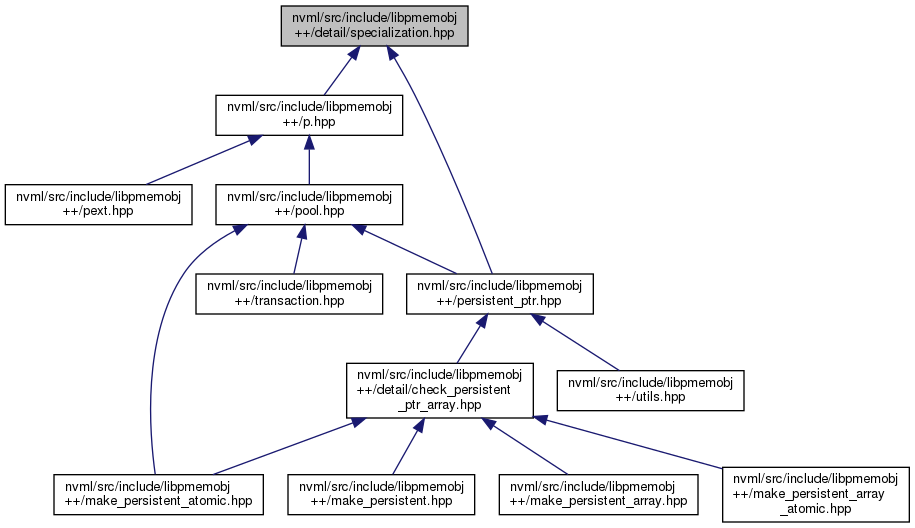 nvml/src/include/libpmemobj
++/detail/specialization.hpp
nvml/src/include/libpmemobj
++/p.hpp
nvml/src/include/libpmemobj
++/pext.hpp
nvml/src/include/libpmemobj
++/pool.hpp
nvml/src/include/libpmemobj
++/transaction.hpp
nvml/src/include/libpmemobj
++/persistent_ptr.hpp
nvml/src/include/libpmemobj
++/detail/check_persistent
_ptr_array.hpp
nvml/src/include/libpmemobj
++/utils.hpp
nvml/src/include/libpmemobj
++/make_persistent_atomic.hpp
nvml/src/include/libpmemobj
++/make_persistent.hpp
nvml/src/include/libpmemobj
++/make_persistent_array.hpp
nvml/src/include/libpmemobj
++/make_persistent_array
_atomic.hpp